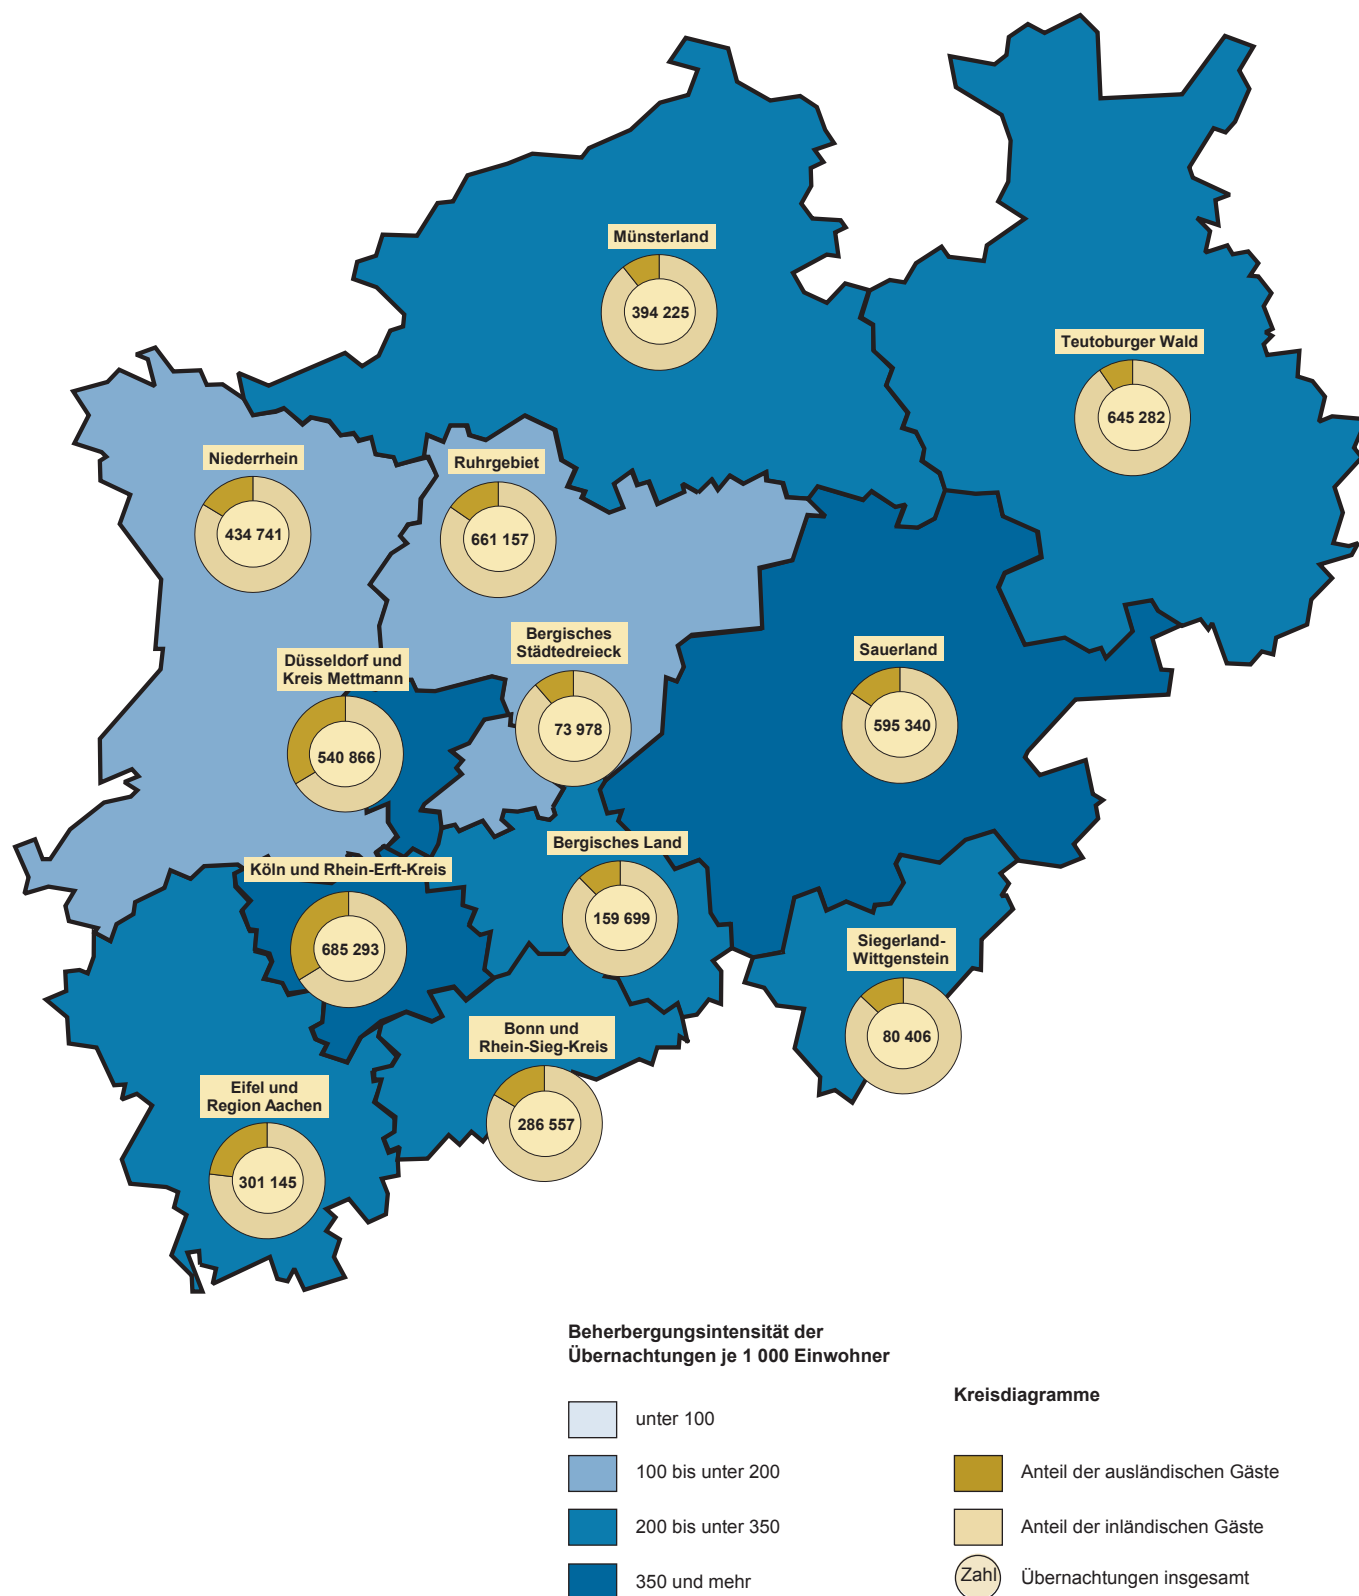 Münsterland
394 225
Teutoburger Wald
645 282
Niederrhein
434 741
Ruhrgebiet
661 157
Bergisches
Städtedreieck
73 978
Düsseldorf und
Kreis Mettmann
540 866
Sauerland
595 340
Bergisches Land
159 699
Köln und Rhein-Erft-Kreis
685 293
Siegerland-
Wittgenstein
80 406
Bonn und
Rhein-Sieg-Kreis
286 557
Eifel und
Region Aachen
301 145
Beherbergungsintensität der
Übernachtungen je 1 000 Einwohner
unter 100
100 bis unter 200
200 bis unter 350
350 und mehr
Kreisdiagramme
Anteil der ausländischen Gäste
Anteil der inländischen Gäste
Zahl Übernachtungen insgesamt